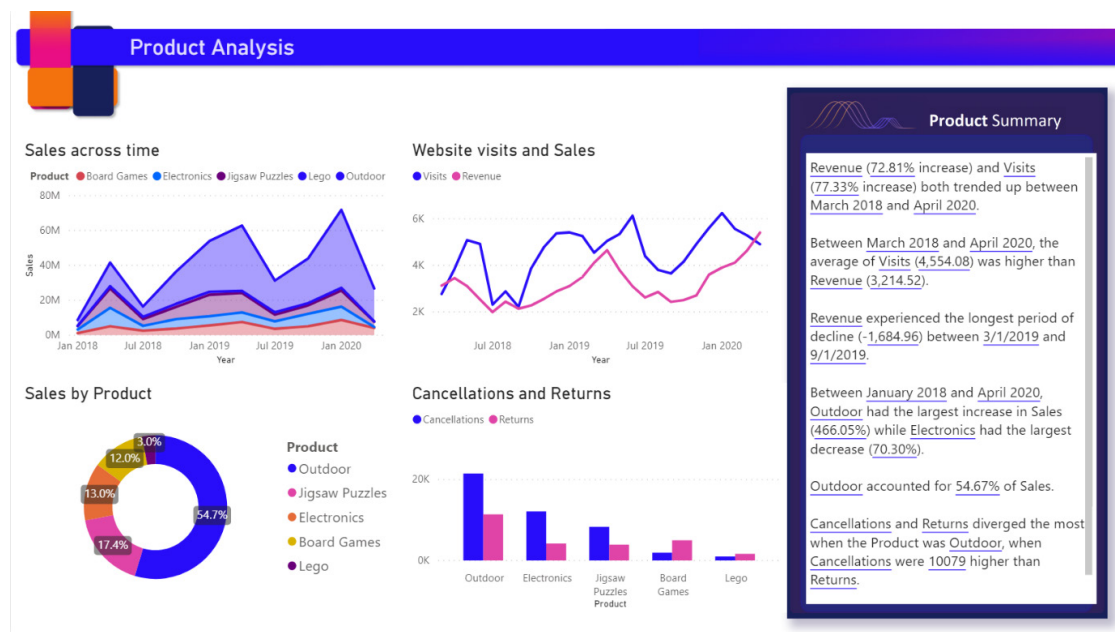 Product Analysis
Sales across time
Product Board Games Electronics Jigsaw Puzzles Lego Outdoor
80M
60M
40M
20M
0M
Sales
Jan 2018 Jul 2018 Jan 2019 Jul 2019 Jan 2020
Year
Website visits and Sales
Visits Revenue
6K
4K
2K
Jul 2018 Jan 2019 Jul 2019 Jan 2020
Year
Sales by Product
3.0%
12.0%
13.0%
17.4%
54.7%
Product
Outdoor
Jigsaw Puzzles
Electronics
Board Games
Lego
Cancellations and Returns
Cancellations Returns
20K
0K
Outdoor Electronics Jigsaw Puzzles Board Games Lego
Product
Product Summary
Revenue (72.81% increase) and Visits
(77.33% increase) both trended up between
March 2018 and April 2020.
Between March 2018 and April 2020, the
average of Visits (4,554.08) was higher than
Revenue (3,214.52).
Revenue experienced the longest period of
decline (-1,684.96) between 3/1/2019 and
9/1/2019.
Between January 2018 and April 2020,
Outdoor had the largest increase in Sales
(466.05%) while Electronics had the largest
decrease (70.30%).
Outdoor accounted for 54.67% of Sales.
Cancellations and Returns diverged the most
when the Product was Outdoor, when
Cancellations were 10079 higher than
Returns.